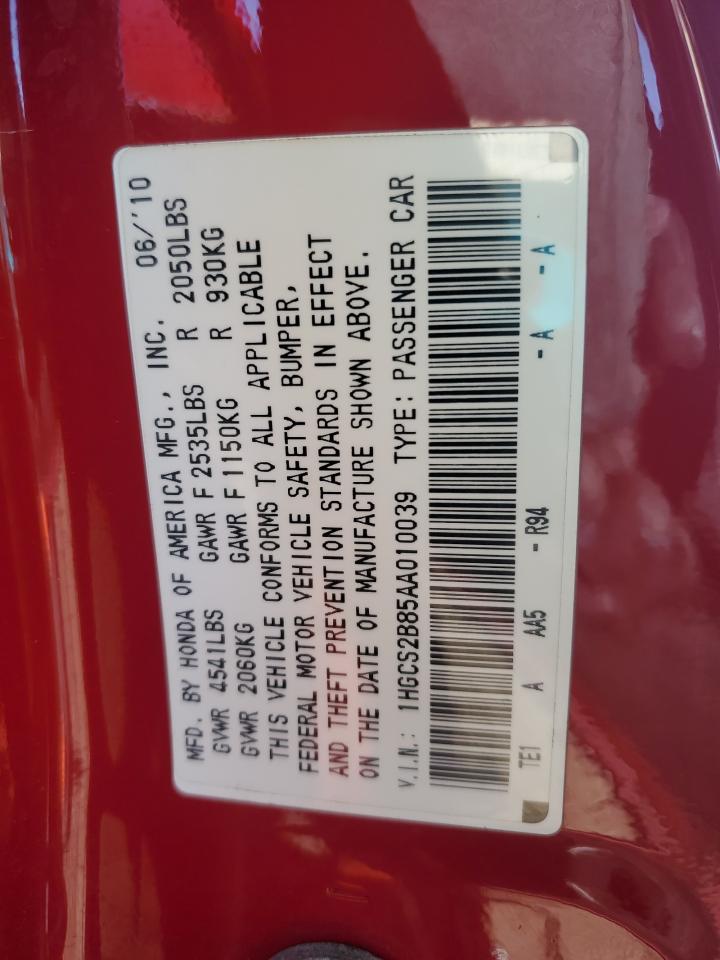 MFD. BY HONDA OF AMERICA MFG., INC. 06/'10
GVWR 4541LBS GAWR F 2535LBS R 2050LBS
GVWR 2060KG GAWR F 1150KG R 930KG
THIS VEHICLE CONFORMS TO ALL APPLICABLE
FEDERAL MOTOR VEHICLE SAFETY, BUMPER,
AND THEFT PREVENTION STANDARDS IN EFFECT
ON THE DATE OF MANUFACTURE SHOWN ABOVE.
V.I.N.: 1HGCS2B85AA010039 TYPE: PASSENGER CAR
TE1 A AA5 - R94 - A - A